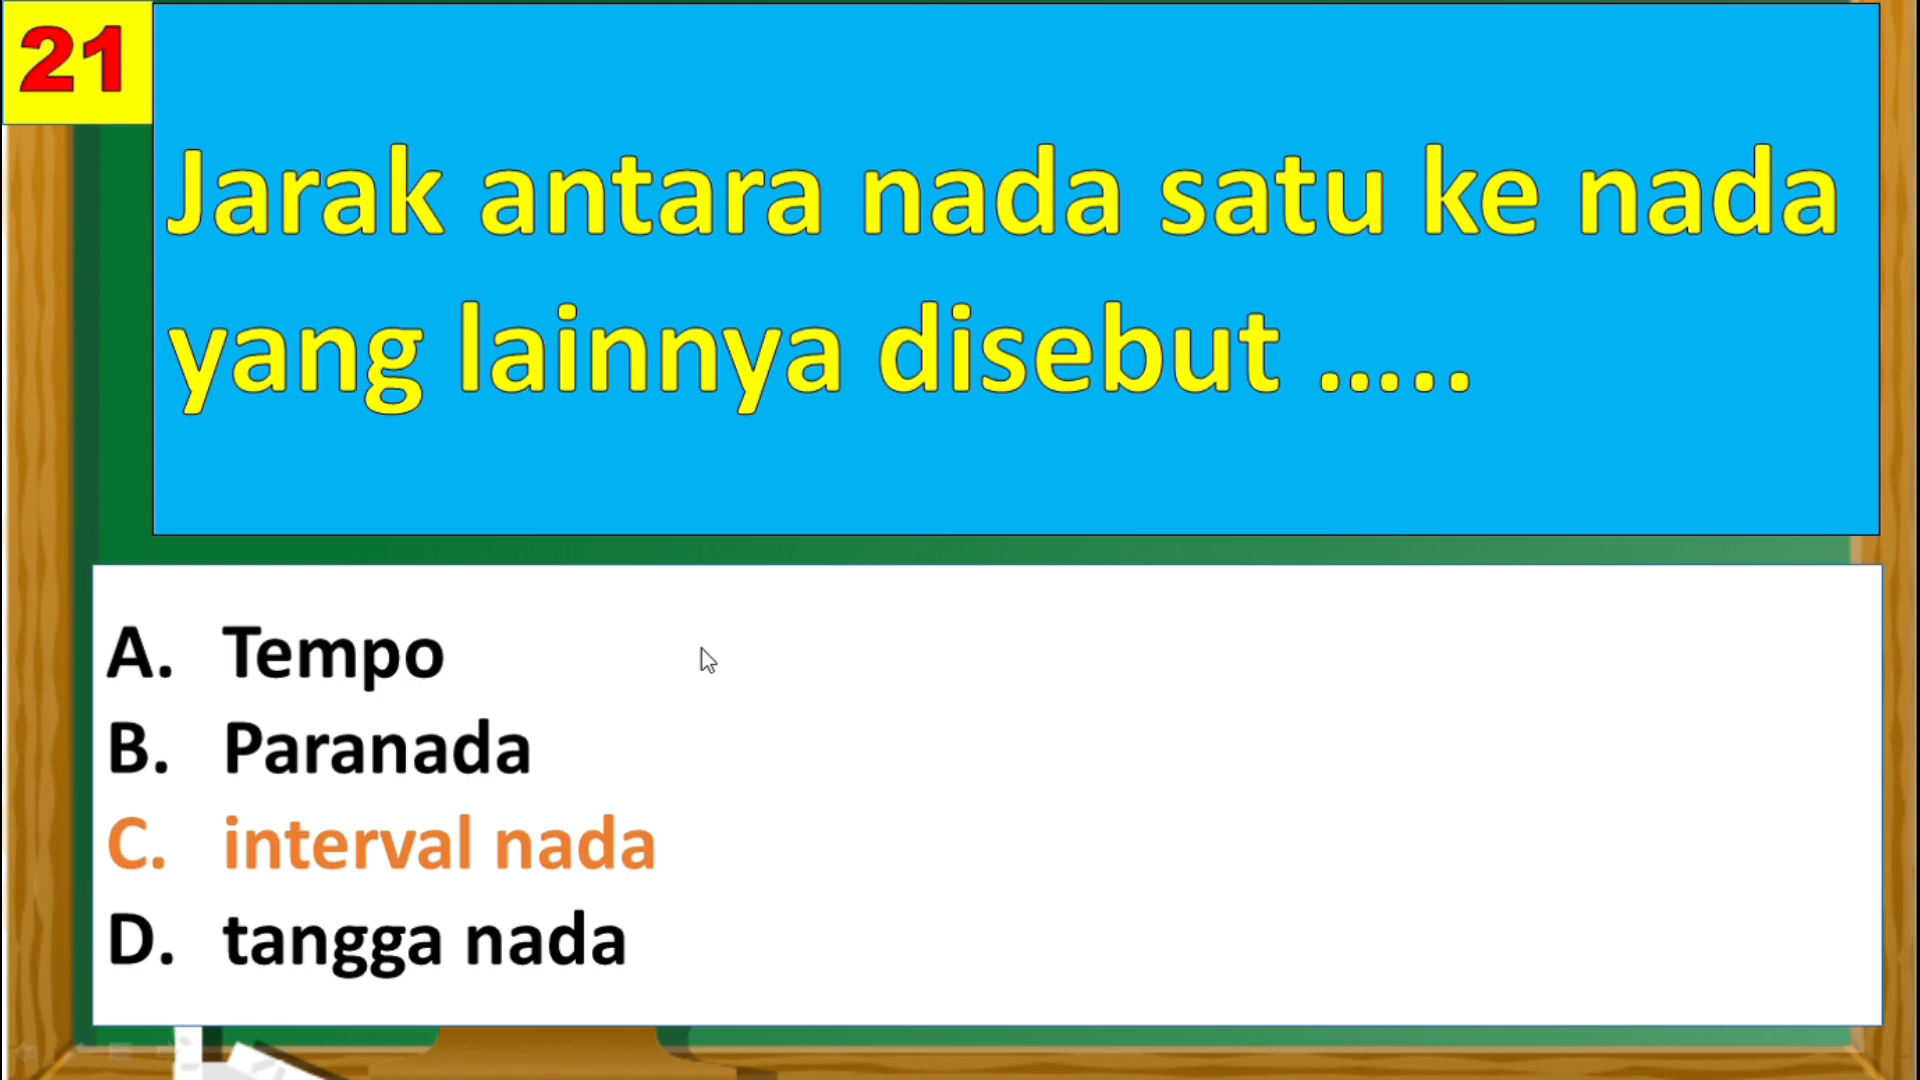 21
Jarak antara nada satu ke nada
yang lainnya disebut .....
A. Tempo
B. Paranada
C. interval nada
D. tangga nada